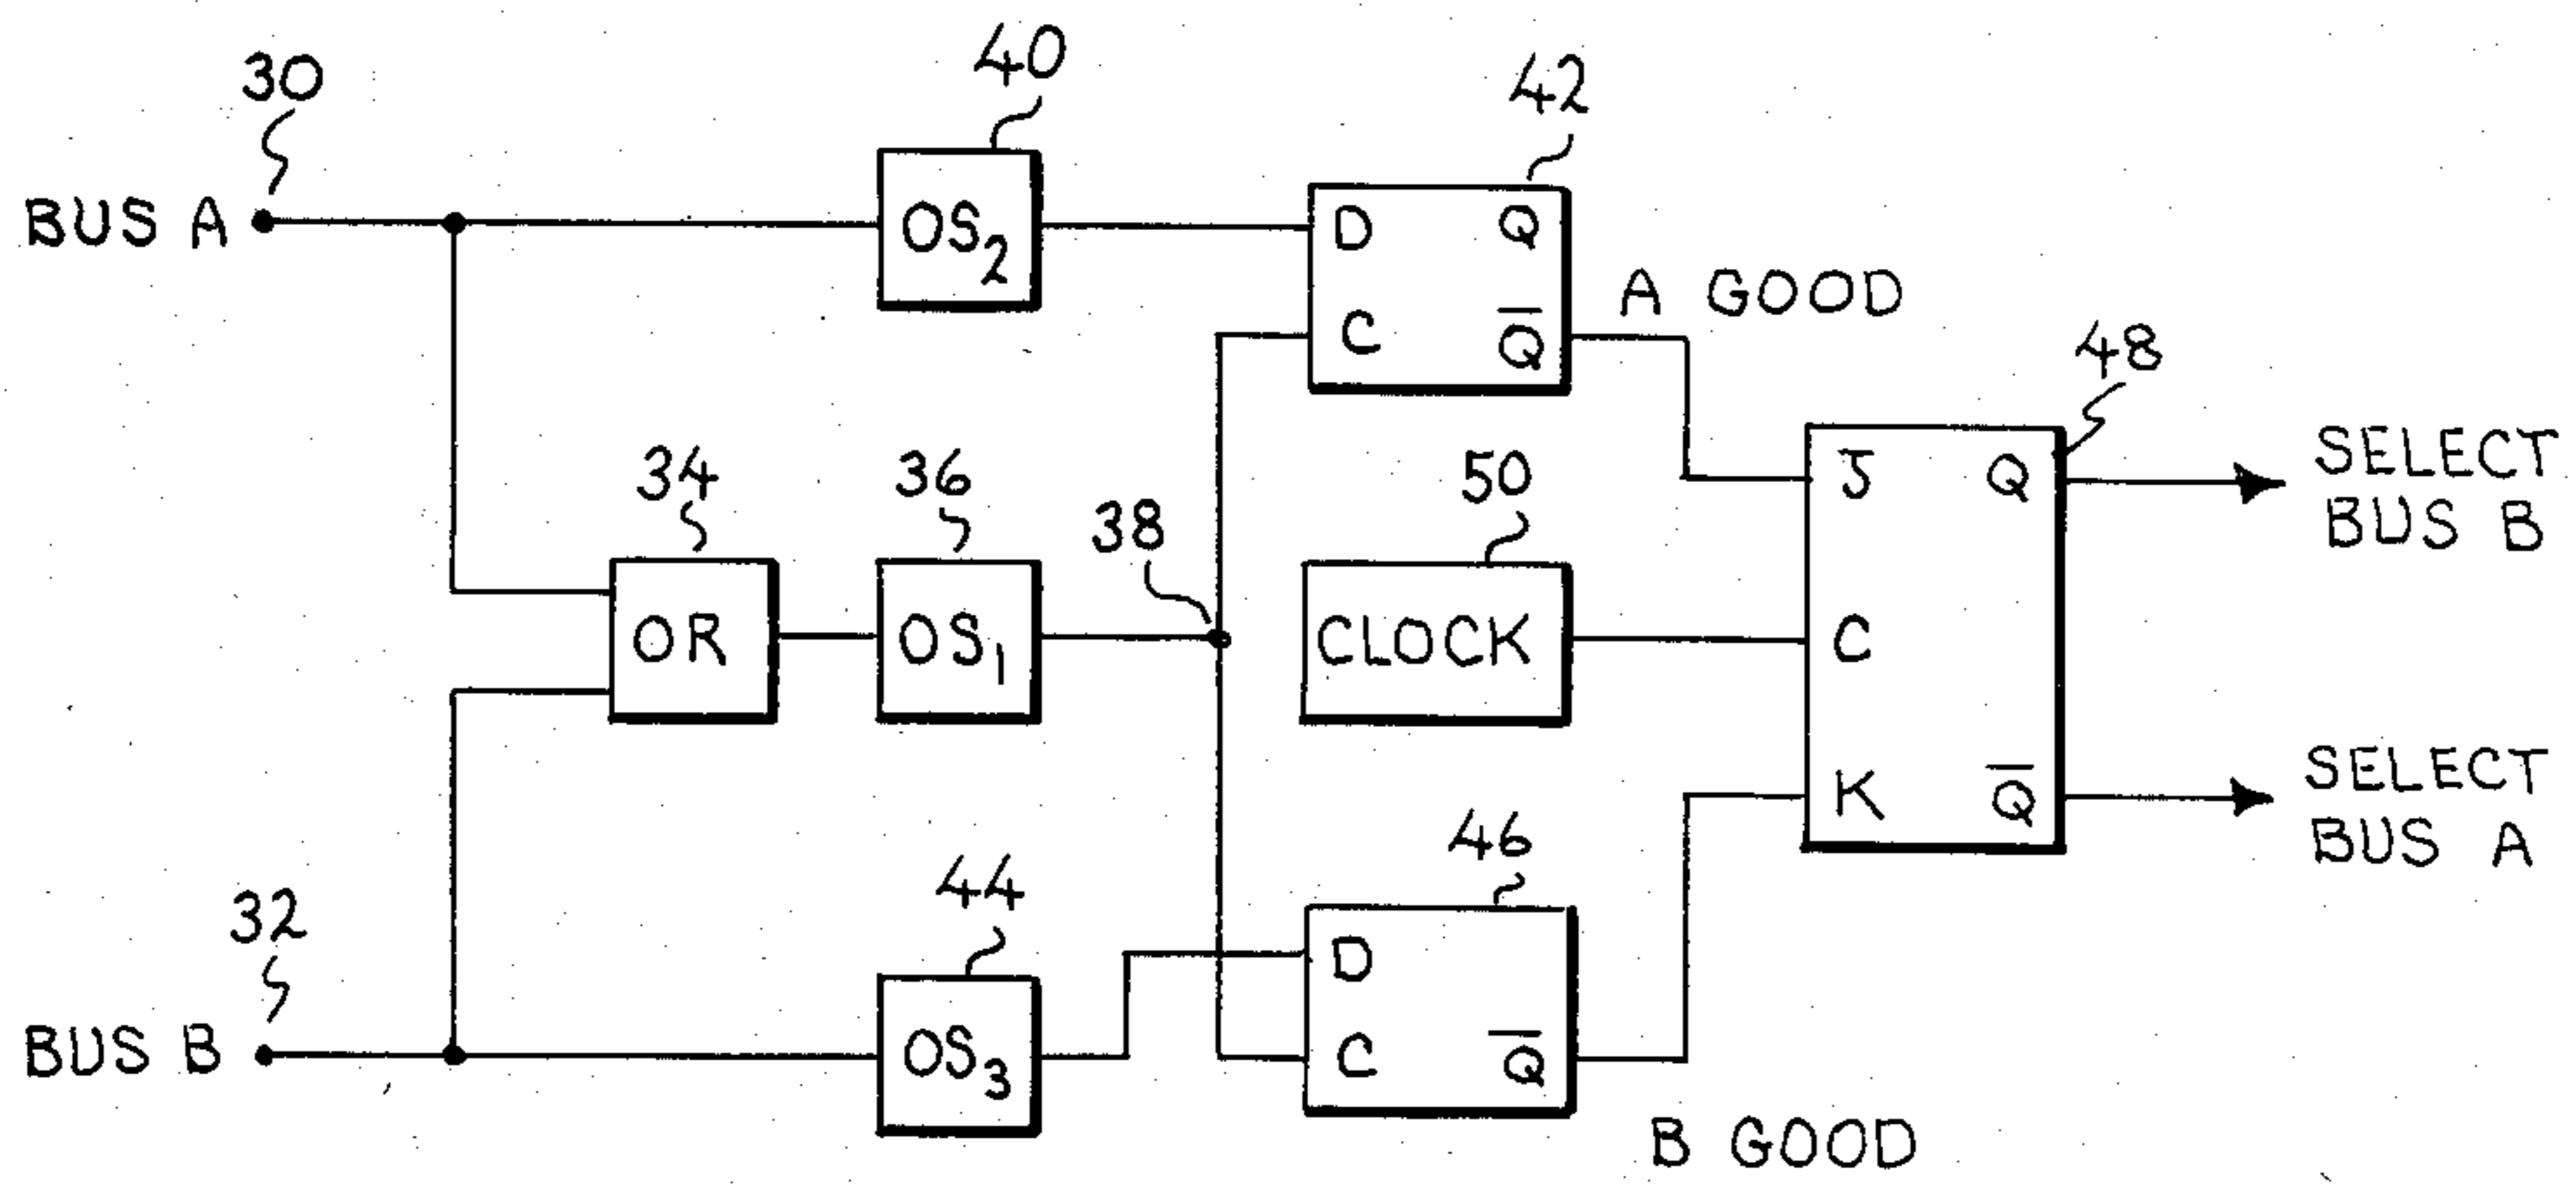 30
40
42
BUS A
OS2
D Q
A GOOD
C Q̅
48
34
36
38
50
J̅ Q
SELECT
BUS B
OR
OS1
CLOCK
C
K Q̅
SELECT
BUS A
32
44
46
D
BUS B
OS3
C Q̅
B GOOD